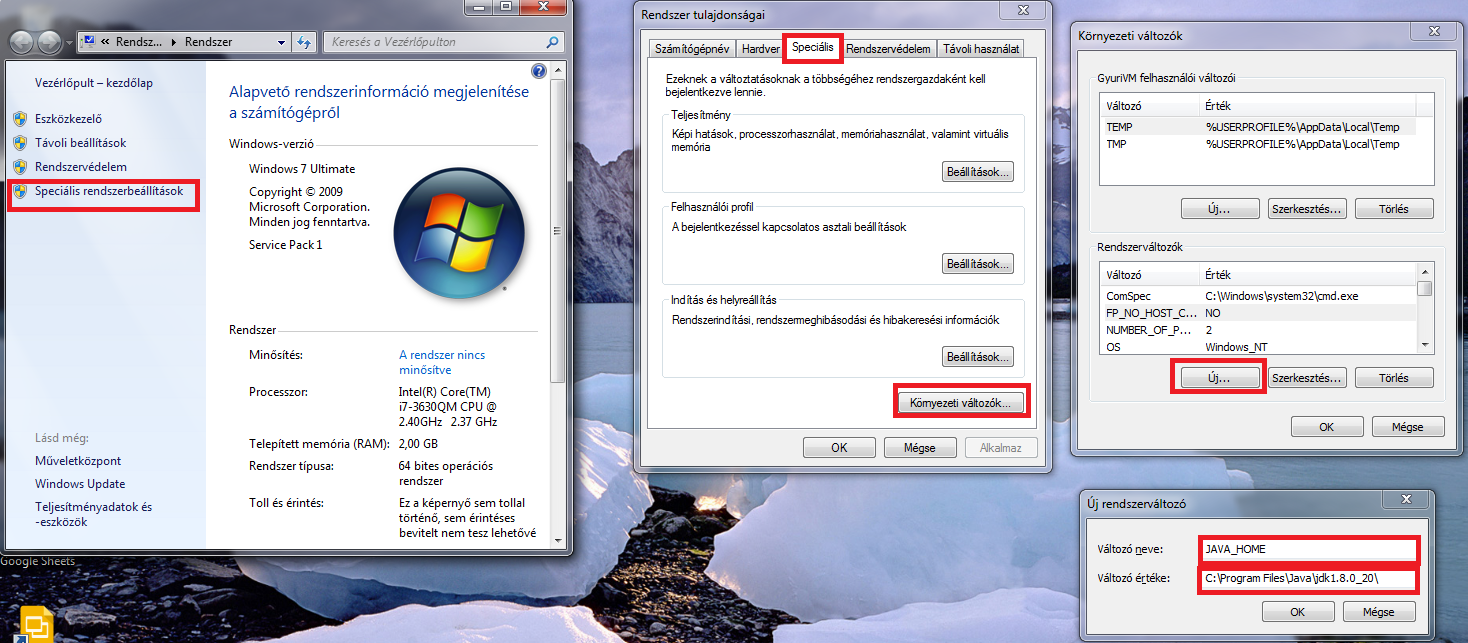 « Rendsz... ▸ Rendszer
Keresés a Vezérlőpulton
Vezérlőpult – kezdőlap
Eszközkezelő
Távoli beállítások
Rendszervédelem
Speciális rendszerbeállítások
Lásd még:
Műveletközpont
Windows Update
Teljesítményadatok és
-eszközök
Alapvető rendszerinformáció megjelenítése
a számítógépről
Windows-verzió
Windows 7 Ultimate
Copyright © 2009
Microsoft Corporation.
Minden jog fenntartva.
Service Pack 1
Rendszer
Minősítés: A rendszer nincs
minősítve
Processzor: Intel(R) Core(TM)
i7-3630QM CPU @
2.40GHz 2.37 GHz
Telepített memória (RAM): 2,00 GB
Rendszer típusa: 64 bites operációs
rendszer
Toll és érintés: Ez a képernyő sem tollal
történő, sem érintéses
bevitelt nem tesz lehetővé
Google Sheets
Rendszer tulajdonságai
Számítógépnév Hardver Speciális Rendszervédelem Távoli használat
Ezeknek a változtatásoknak a többségéhez rendszergazdaként kell
bejelentkezve lennie.
Teljesítmény
Képi hatások, processzorhasználat, memóriahasználat, valamint virtuális
memória
Beállítások...
Felhasználói profil
A bejelentkezéssel kapcsolatos asztali beállítások
Beállítások...
Indítás és helyreállítás
Rendszerindítási, rendszermeghibásodási és hibakeresési információk
Beállítások...
Környezeti változók...
OK Mégse Alkalmaz
Környezeti változók
GyuriVM felhasználói változói
Változó Érték
TEMP %USERPROFILE%\AppData\Local\Temp
TMP %USERPROFILE%\AppData\Local\Temp
Új... Szerkesztés... Törlés
Rendszerváltozók
Változó Érték
ComSpec C:\Windows\system32\cmd.exe
FP_NO_HOST_C... NO
NUMBER_OF_P... 2
OS Windows_NT
Új... Szerkesztés... Törlés
OK Mégse
Új rendszerváltozó
Változó neve: JAVA_HOME
Változó értéke: C:\Program Files\Java\jdk1.8.0_20\
OK Mégse